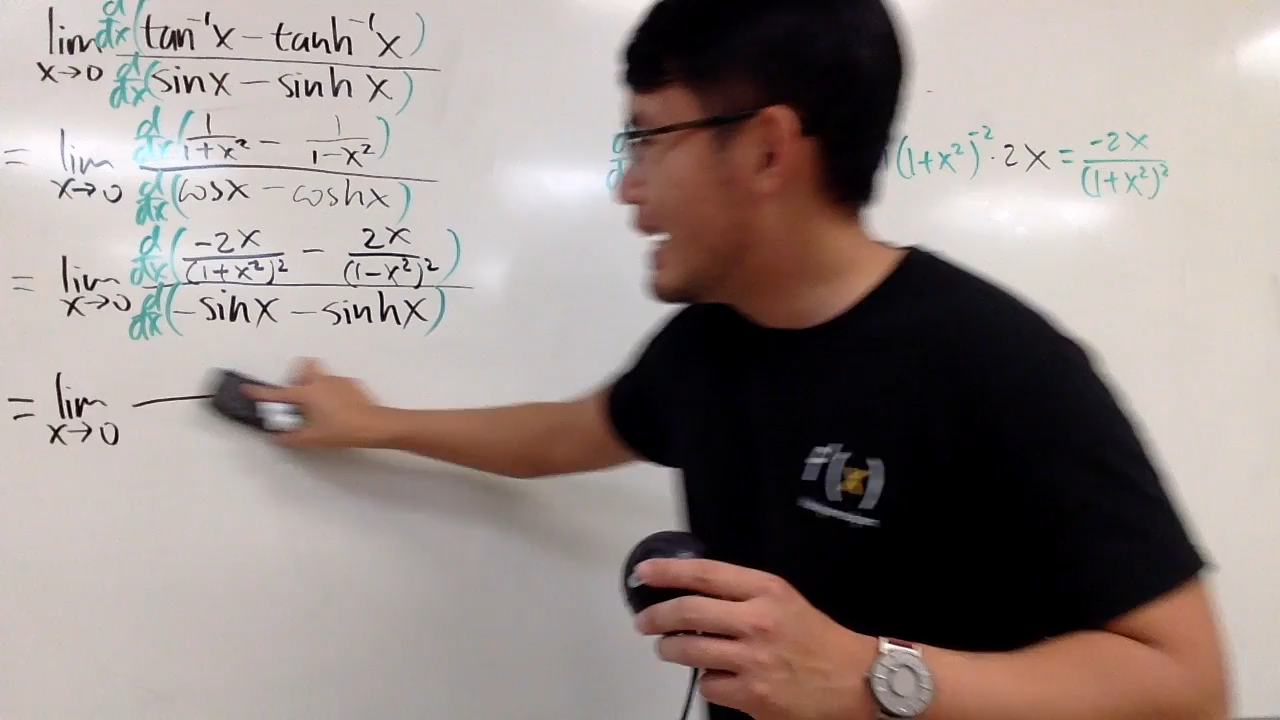 lim x→0 d/dx(tan⁻¹x − tanh⁻¹x) / d/dx(sinx − sinh x)
= lim x→0 d/dx(1/(1+x²) − 1/(1−x²)) / d/dx(cosx − coshx)
= lim x→0 d/dx(−2x/(1+x²)² − 2x/(1−x²)²) / d/dx(−sinx − sinhx)
= lim x→0
(1+x²)⁻²·2x = −2x/(1+x²)²
f(x)